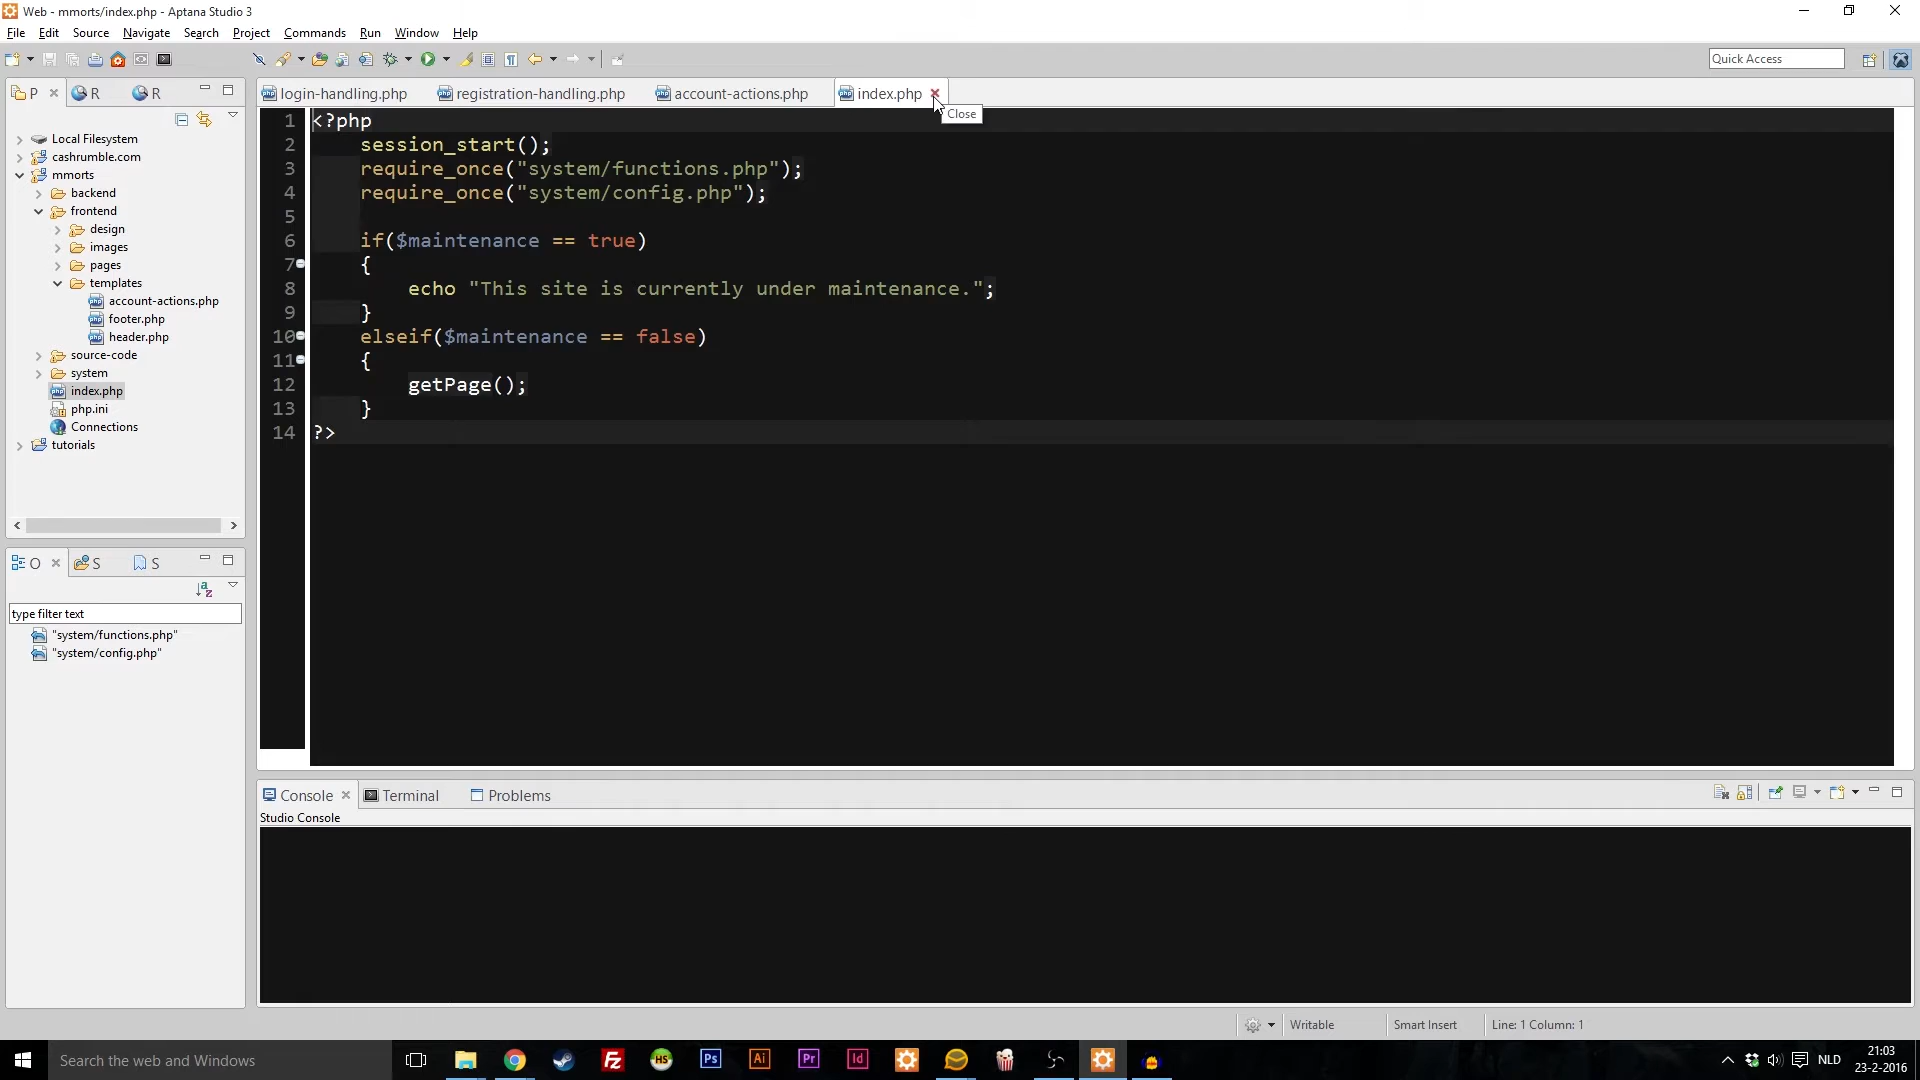 Web - mmorts/index.php - Aptana Studio 3
File Edit Source Search Navigate Project Commands Run Window Help
Quick Access
P R R
login-handling.php registration-handling.php account-actions.php index.php
Close
Local Filesystem
cashrumble.com
mmorts
backend
frontend
design
images
pages
templates
account-actions.php
footer.php
header.php
source-code
system
index.php
php.ini
Connections
tutorials
1 <?php
2 session_start();
3 require_once("system/functions.php");
4 require_once("system/config.php");
5
6 if($maintenance == true)
7 {
8 echo "This site is currently under maintenance.";
9 }
10 elseif($maintenance == false)
11 {
12 getPage();
13 }
14 ?>
O S S
type filter text
"system/functions.php"
"system/config.php"
Console Terminal Problems
Studio Console
Writable Smart Insert Line: 1 Column: 1
Search the web and Windows
HS Ps Ai Pr Id
NLD
21:03
23-2-2016